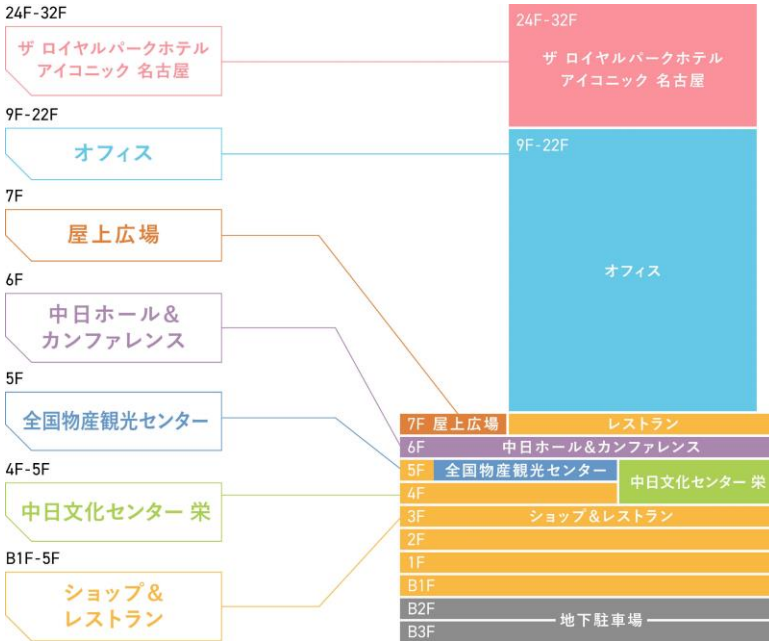 24F-32F
ザ ロイヤルパークホテル
アイコニック 名古屋
9F-22F
オフィス
7F
屋上広場
6F
中日ホール＆
カンファレンス
5F
全国物産観光センター
4F-5F
中日文化センター 栄
B1F-5F
ショップ＆
レストラン
24F-32F
ザ ロイヤルパークホテル
アイコニック 名古屋
9F-22F
オフィス
7F 屋上広場 レストラン
6F 中日ホール&カンファレンス
5F 全国物産観光センター
中日文化センター 栄
4F
3F ショップ&レストラン
2F
1F
B1F
B2F
地下駐車場
B3F